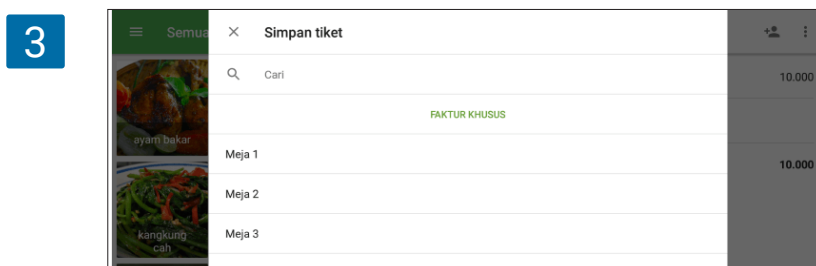 3
Semua
Simpan tiket
Cari
10.000
FAKTUR KHUSUS
ayam bakar
Meja 1
10.000
Meja 2
Meja 3
kangkung
cah